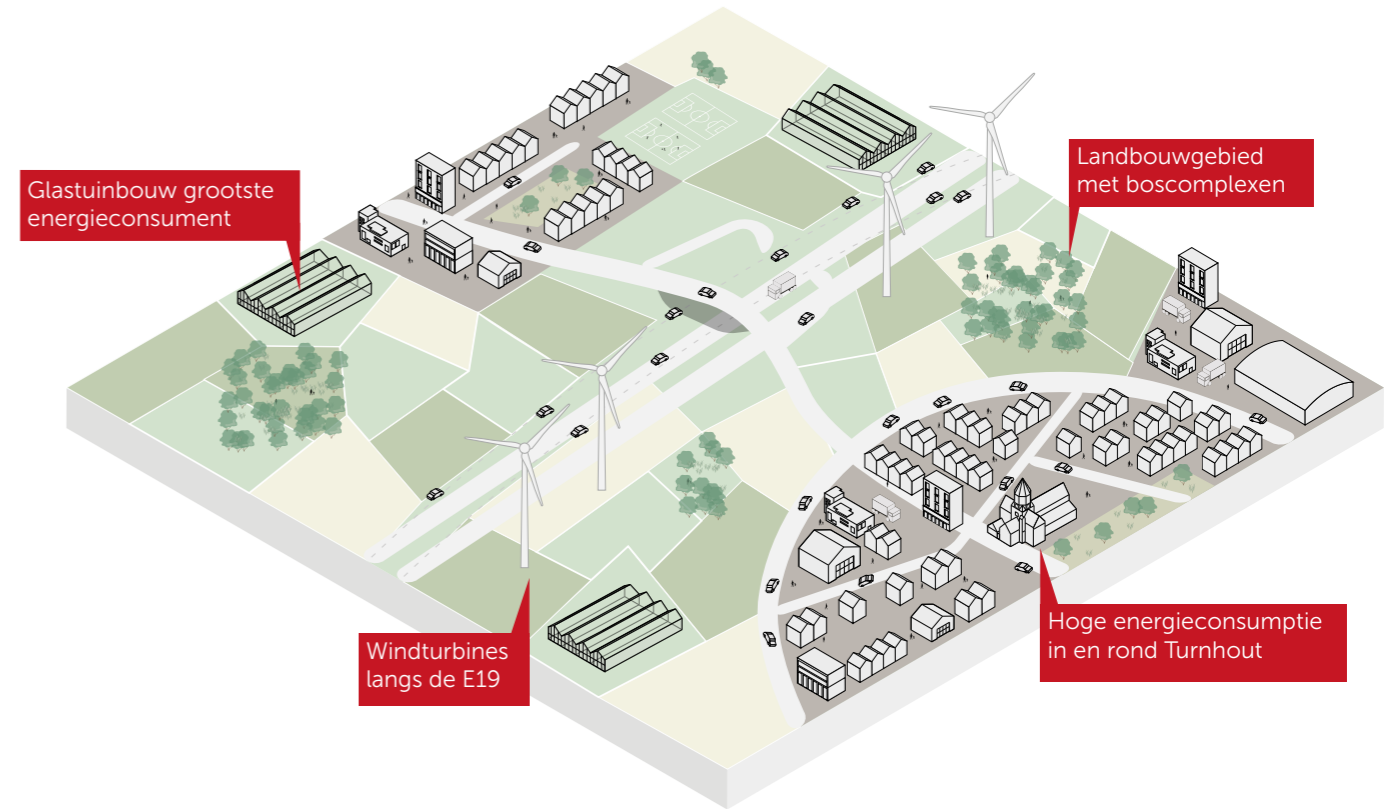 Glastuinbouw grootste
energieconsument
Landbouwgebied
met boscomplexen
Windturbines
langs de E19
Hoge energieconsumptie
in en rond Turnhout